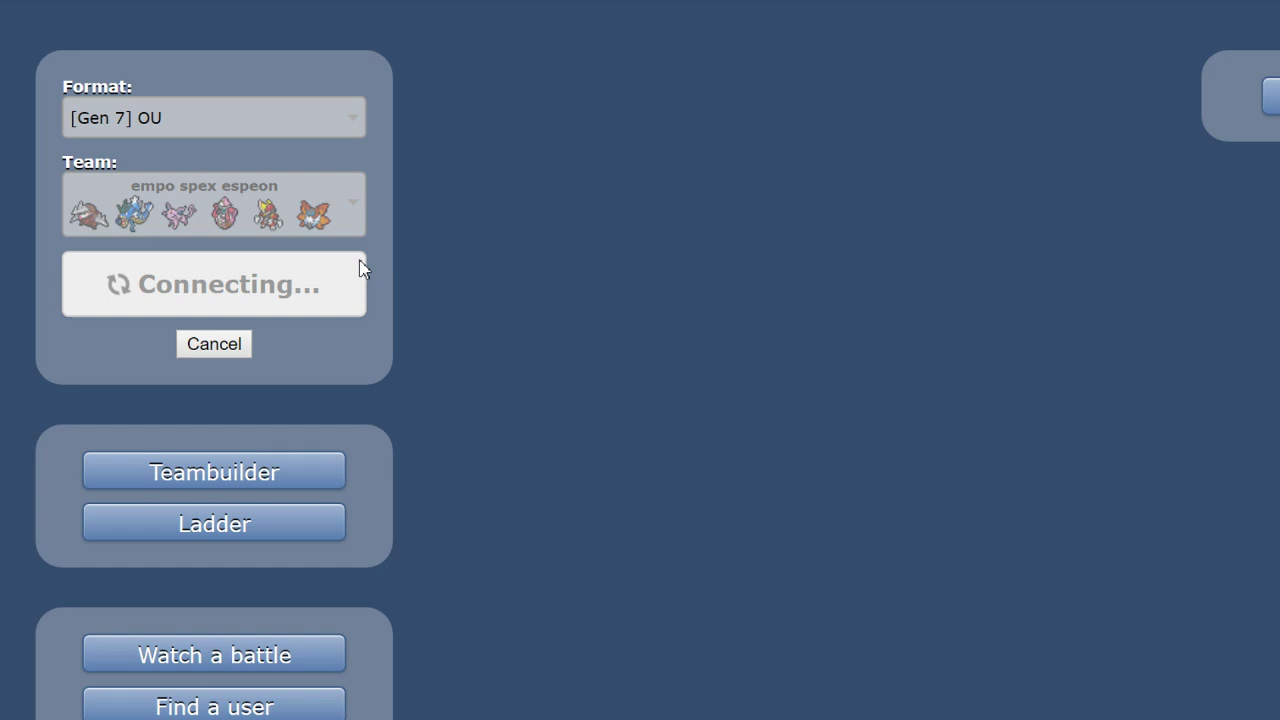 Format:
[Gen 7] OU
Team:
empo spex espeon
Connecting...
Cancel
Teambuilder
Ladder
Watch a battle
Find a user